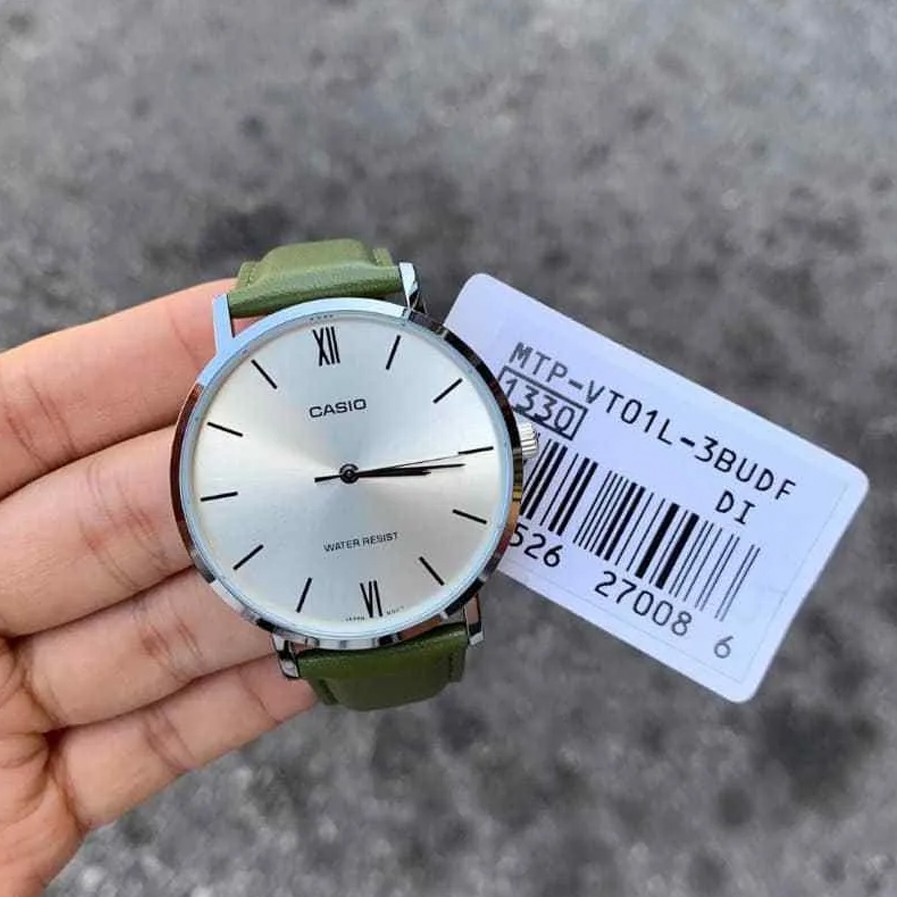 XII
CASIO
WATER RESIST
VI
MTP-VT01L-3BUDF
1330
DI
526 27008 6